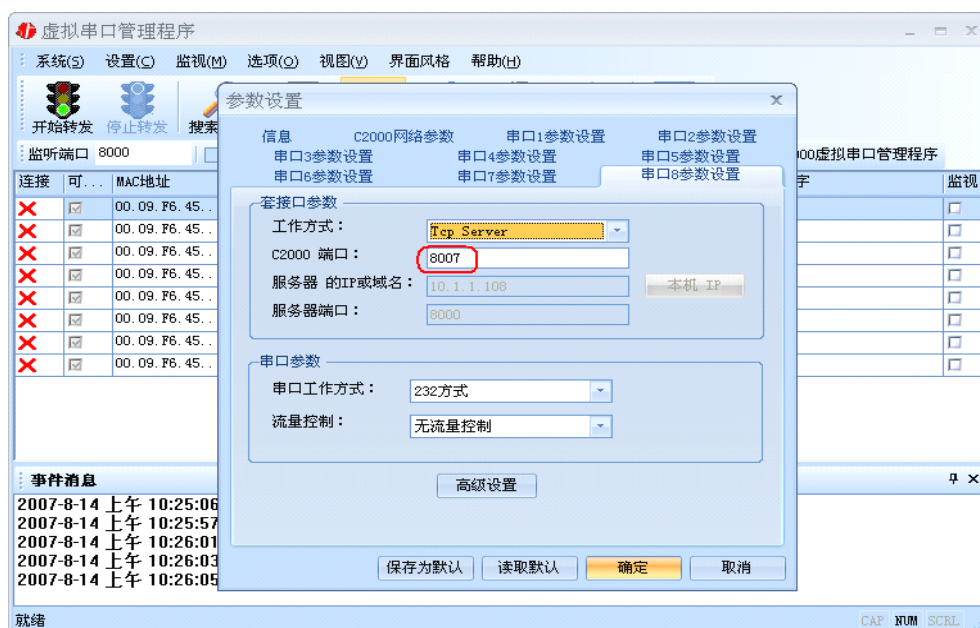 虚拟串口管理程序
系统(S) 设置(C) 监视(M) 选项(O) 视图(V) 界面风格 帮助(H)
开始转发 停止转发 搜索
监听端口 8000
00虚拟串口管理程序
连接 可... MAC地址 字 监视
00.09.F6.45..
00.09.F6.45..
00.09.F6.45..
00.09.F6.45..
00.09.F6.45..
00.09.F6.45..
00.09.F6.45..
00.09.F6.45..
参数设置
信息 C2000网络参数 串口1参数设置 串口2参数设置
串口3参数设置 串口4参数设置 串口5参数设置
串口6参数设置 串口7参数设置 串口8参数设置
套接口参数
工作方式： Tcp Server
C2000 端口： 8007
服务器 的IP或域名： 10.1.1.108 本机 IP
服务器端口： 8000
串口参数
串口工作方式： 232方式
流量控制： 无流量控制
高级设置
保存为默认 读取默认 确定 取消
事件消息
2007-8-14 上午 10:25:06
2007-8-14 上午 10:25:57
2007-8-14 上午 10:26:01
2007-8-14 上午 10:26:03
2007-8-14 上午 10:26:05
就绪 CAP NUM SCRL